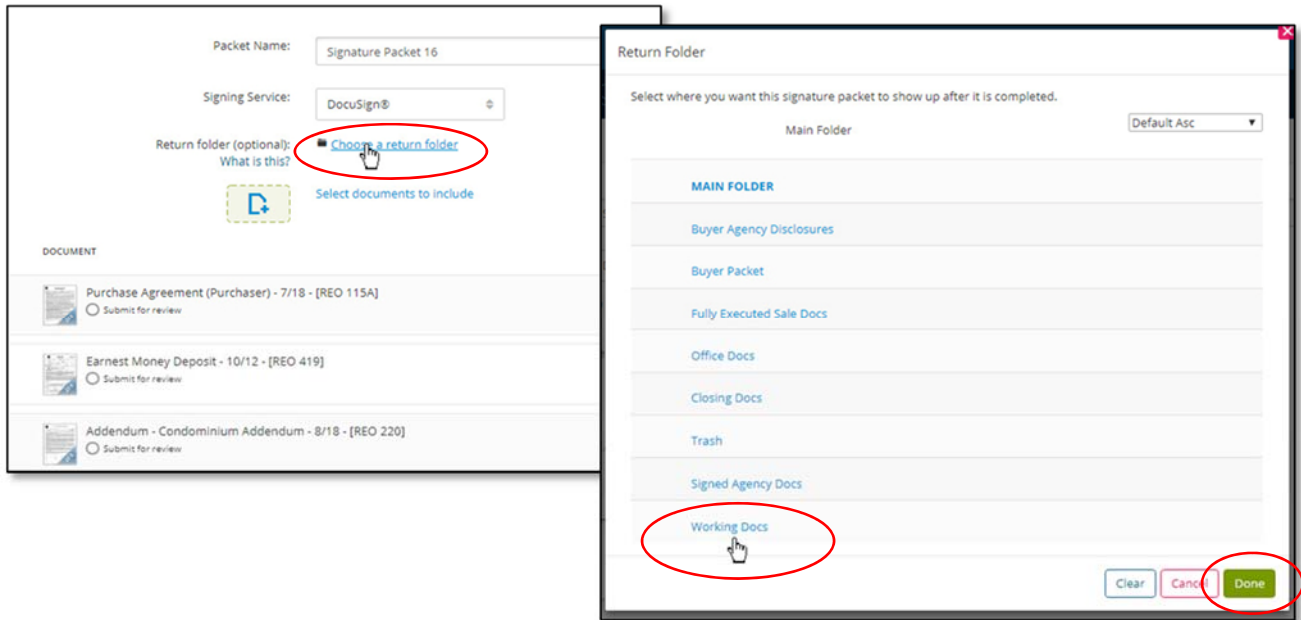 Packet Name:
Signature Packet 16
Signing Service:
DocuSign®
Return folder (optional):
Choose a return folder
What is this?
Select documents to include
DOCUMENT
Purchase Agreement (Purchaser) - 7/18 - [REO 115A]
Submit for review
Earnest Money Deposit - 10/12 - [REO 419]
Submit for review
Addendum - Condominium Addendum - 8/18 - [REO 220]
Submit for review
Return Folder
Select where you want this signature packet to show up after it is completed.
Main Folder
Default Asc
MAIN FOLDER
Buyer Agency Disclosures
Buyer Packet
Fully Executed Sale Docs
Office Docs
Closing Docs
Trash
Signed Agency Docs
Working Docs
Clear
Cancel
Done